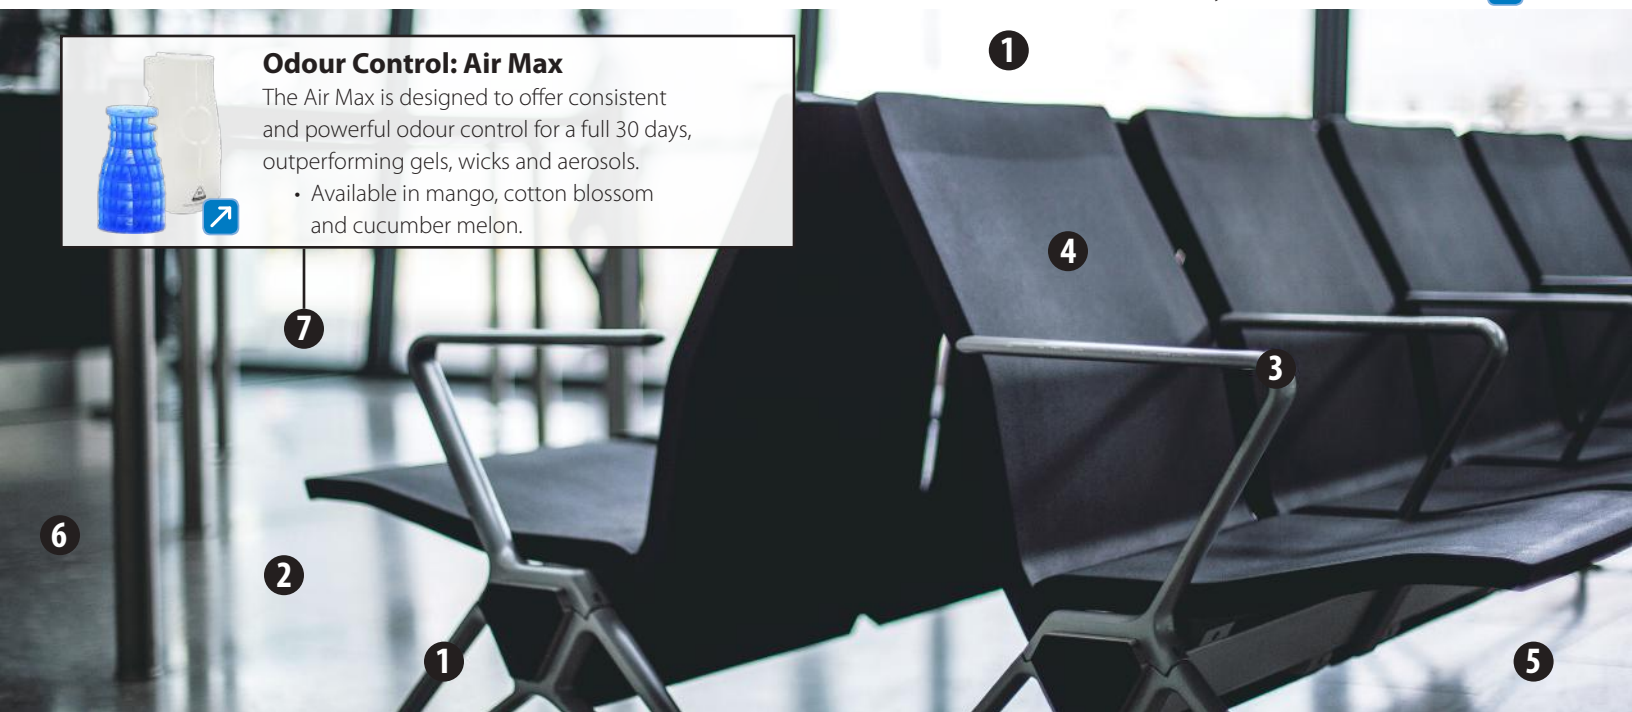 1
Odour Control: Air Max
The Air Max is designed to offer consistent
and powerful odour control for a full 30 days,
outperforming gels, wicks and aerosols.
• Available in mango, cotton blossom
and cucumber melon.
4
7
3
6
2
1
5